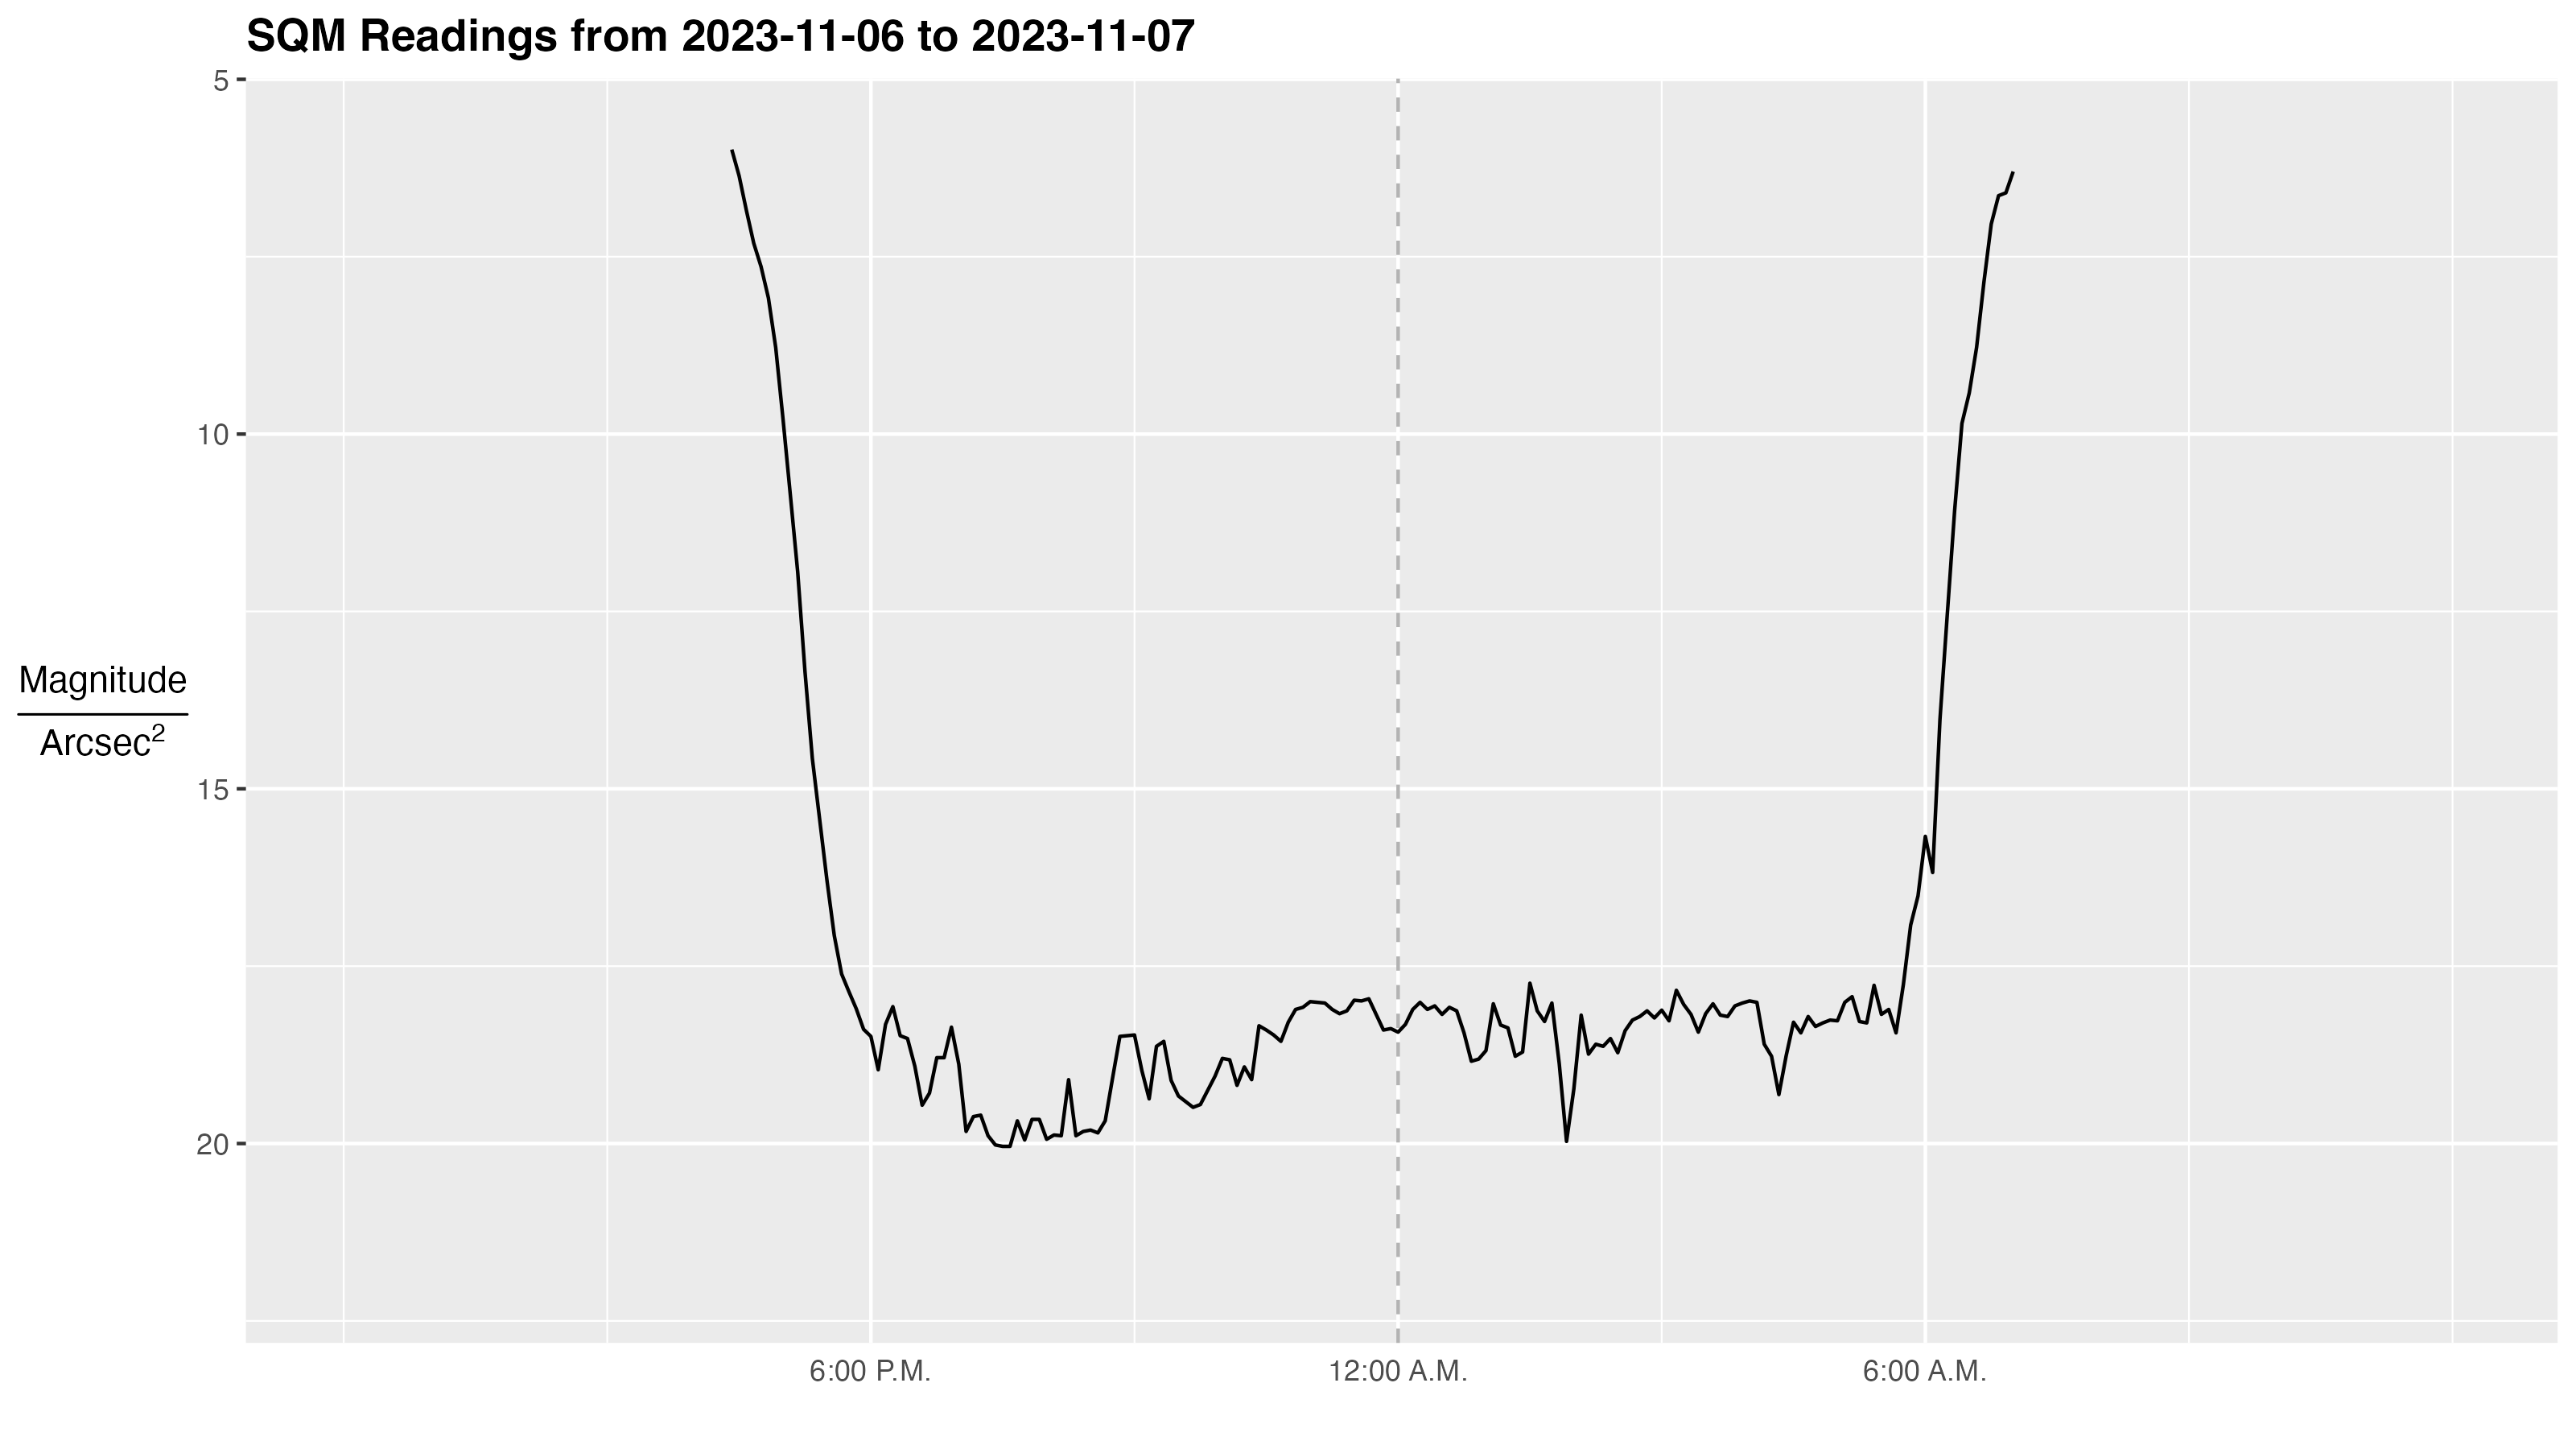 SQM Readings from 2023-11-06 to 2023-11-07
5
10
15
20
Magnitude
Arcsec²
6:00 P.M.
12:00 A.M.
6:00 A.M.